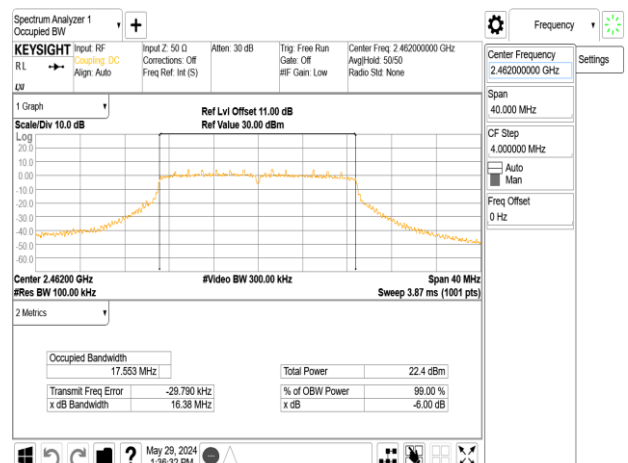 Spectrum Analyzer 1
Occupied BW
Frequency
KEYSIGHT
Input: RF
Coupling: DC
Align: Auto
Input Z: 50 Ω
Corrections: Off
Freq Ref: Int (S)
Atten: 30 dB
Trig: Free Run
Gate: Off
#IF Gain: Low
Center Freq: 2.462000000 GHz
Avg|Hold: 50/50
Radio Std: None
RL
LXI
Center Frequency
2.462000000 GHz
Settings
Span
40.000 MHz
CF Step
4.000000 MHz
Auto
Man
Freq Offset
0 Hz
1 Graph
Scale/Div 10.0 dB
Ref Lvl Offset 11.00 dB
Ref Value 30.00 dBm
Log
20.0
10.0
0.00
-10.0
-20.0
-30.0
-40.0
-50.0
-60.0
Center 2.46200 GHz
#Video BW 300.00 kHz
Span 40 MHz
#Res BW 100.00 kHz
Sweep 3.87 ms (1001 pts)
2 Metrics
Occupied Bandwidth
17.553 MHz
Total Power 22.4 dBm
Transmit Freq Error -29.790 kHz
% of OBW Power 99.00 %
x dB Bandwidth 16.38 MHz
x dB -6.00 dB
May 29, 2024
1:36:32 PM